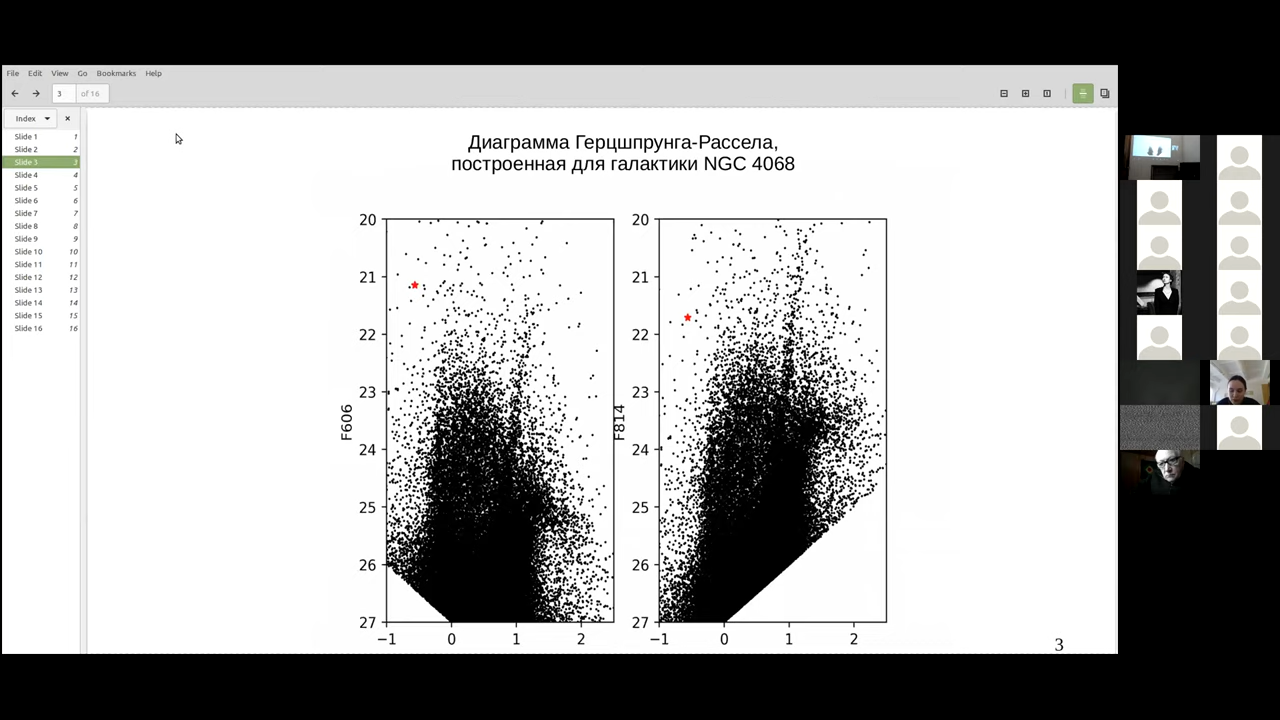 File Edit View Go Bookmarks Help
3 of 16
Index
Slide 1 1
Slide 2 2
Slide 3 3
Slide 4 4
Slide 5 5
Slide 6 6
Slide 7 7
Slide 8 8
Slide 9 9
Slide 10 10
Slide 11 11
Slide 12 12
Slide 13 13
Slide 14 14
Slide 15 15
Slide 16 16
Диаграмма Герцшпрунга-Рассела,
построенная для галактики NGC 4068
F606
20
21
22
23
24
25
26
27
−1 0 1 2
F814
20
21
22
23
24
25
26
27
−1 0 1 2
3